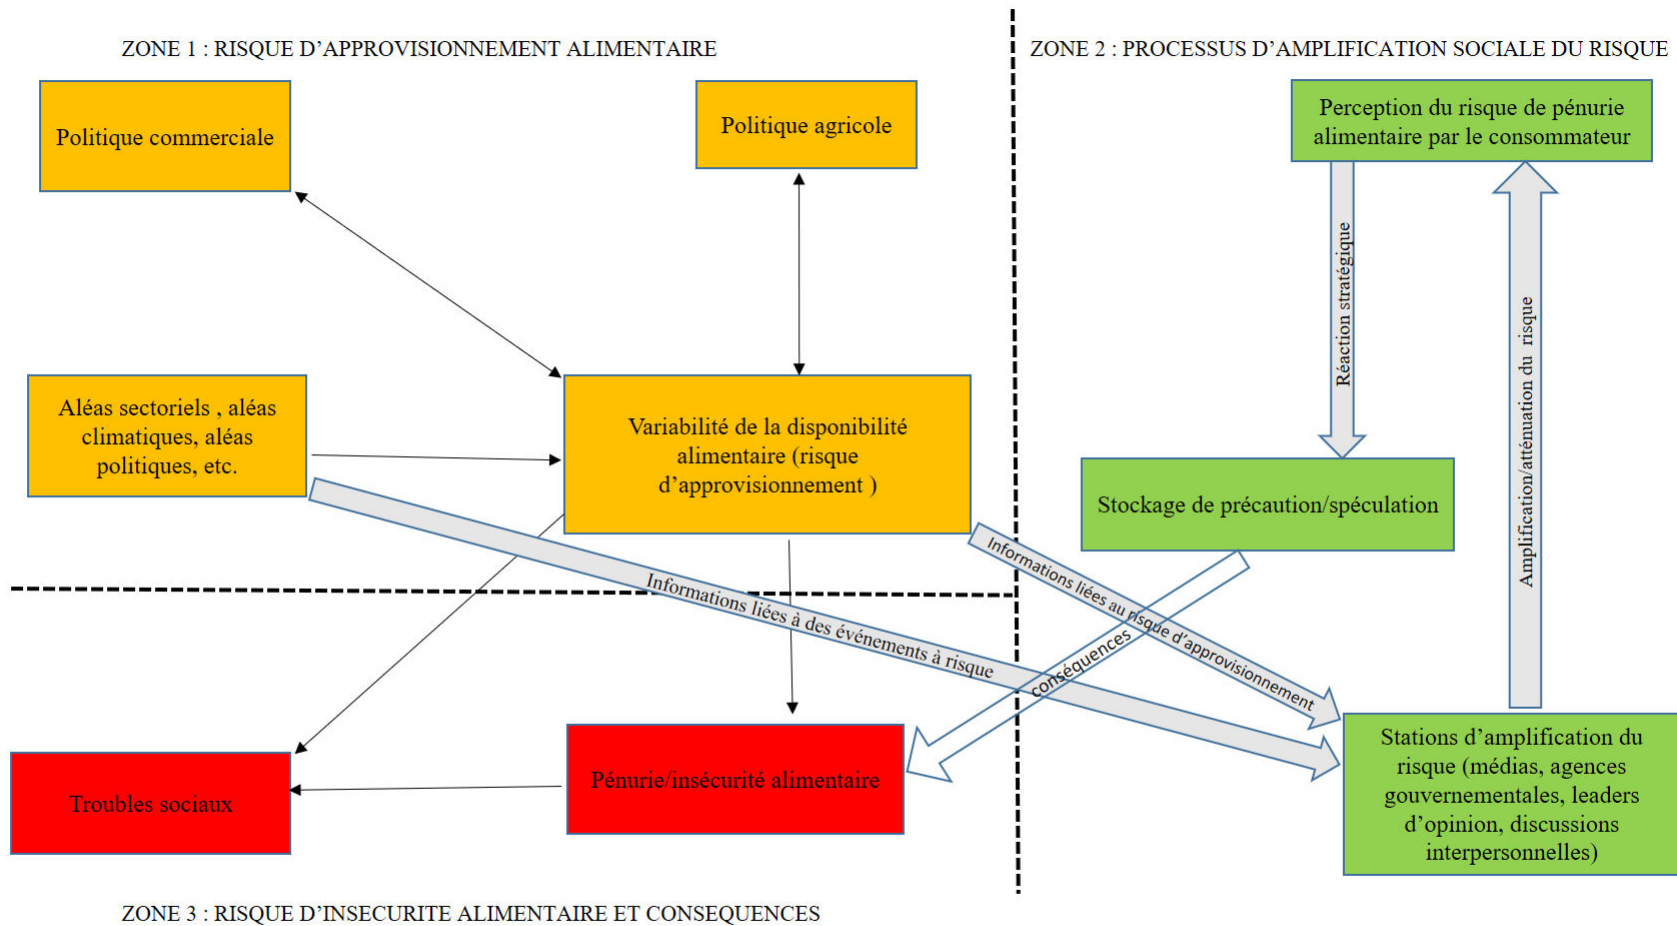 ZONE 1 : RISQUE D’APPROVISIONNEMENT ALIMENTAIRE
ZONE 2 : PROCESSUS D’AMPLIFICATION SOCIALE DU RISQUE
Politique commerciale
Politique agricole
Perception du risque de pénurie
alimentaire par le consommateur
Réaction stratégique
Amplification/atténuation du risque
Aléas sectoriels , aléas
climatiques, aléas
politiques, etc.
Variabilité de la disponibilité
alimentaire (risque
d’approvisionnement )
Stockage de précaution/spéculation
Informations liées au risque d’approvisionnement
Informations liées à des événements à risque
conséquences
Troubles sociaux
Pénurie/insécurité alimentaire
Stations d’amplification du
risque (médias, agences
gouvernementales, leaders
d’opinion, discussions
interpersonnelles)
ZONE 3 : RISQUE D’INSECURITE ALIMENTAIRE ET CONSEQUENCES